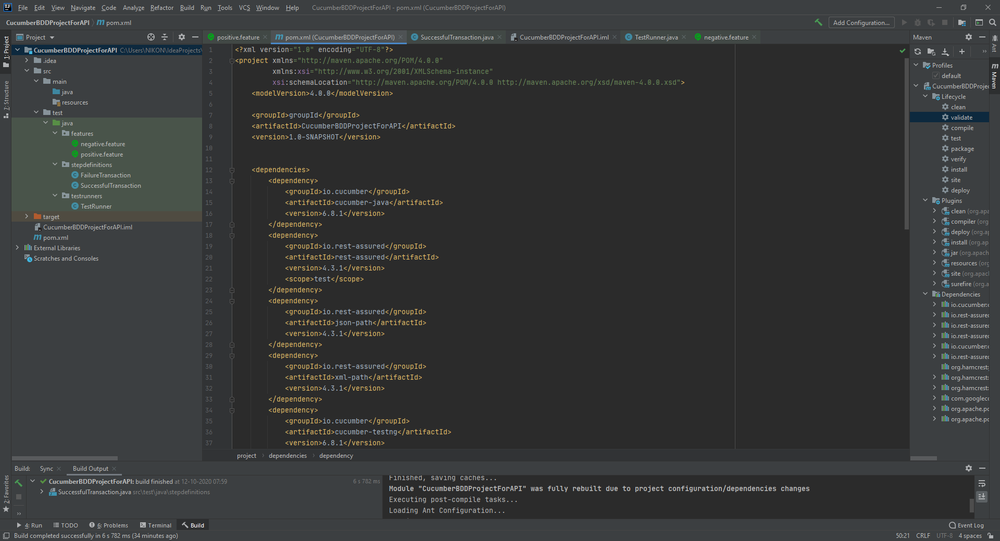 File Edit View Navigate Code Analyze Refactor Build Run Tools VCS Window Help CucumberBDDProjectForAPI - pom.xml (CucumberBDDProjectForAPI)
CucumberBDDProjectForAPI pom.xml Add Configuration...
Project
positive.feature pom.xml (CucumberBDDProjectForAPI) SuccessfulTransaction.java CucumberBDDProjectForAPI.iml TestRunner.java negative.feature
Maven
1: Project
7: Structure
2: Favorites
Ant
Maven
CucumberBDDProjectForAPI C:\Users\NIKON\IdeaProjects\
.idea
src
main
java
resources
test
java
features
negative.feature
positive.feature
stepdefinitions
FailureTransaction
SuccessfulTransaction
testrunners
TestRunner
target
CucumberBDDProjectForAPI.iml
pom.xml
External Libraries
Scratches and Consoles
1 <?xml version="1.0" encoding="UTF-8"?>
2 <project xmlns="http://maven.apache.org/POM/4.0.0"
3 xmlns:xsi="http://www.w3.org/2001/XMLSchema-instance"
4 xsi:schemaLocation="http://maven.apache.org/POM/4.0.0 http://maven.apache.org/xsd/maven-4.0.0.xsd">
5 <modelVersion>4.0.0</modelVersion>
6
7 <groupId>groupId</groupId>
8 <artifactId>CucumberBDDProjectForAPI</artifactId>
9 <version>1.0-SNAPSHOT</version>
10
11
12 <dependencies>
13 <dependency>
14 <groupId>io.cucumber</groupId>
15 <artifactId>cucumber-java</artifactId>
16 <version>6.8.1</version>
17 </dependency>
18 <dependency>
19 <groupId>io.rest-assured</groupId>
20 <artifactId>rest-assured</artifactId>
21 <version>4.3.1</version>
22 <scope>test</scope>
23 </dependency>
24 <dependency>
25 <groupId>io.rest-assured</groupId>
26 <artifactId>json-path</artifactId>
27 <version>4.3.1</version>
28 </dependency>
29 <dependency>
30 <groupId>io.rest-assured</groupId>
31 <artifactId>xml-path</artifactId>
32 <version>4.3.1</version>
33 </dependency>
34 <dependency>
35 <groupId>io.cucumber</groupId>
36 <artifactId>cucumber-testng</artifactId>
37 <version>6.8.1</version>
project dependencies dependency
Profiles
default
CucumberBDDProjec
Lifecycle
clean
validate
compile
test
package
verify
install
site
deploy
Plugins
clean (org.apa
compiler (org
deploy (org.a
install (org.ap
jar (org.apach
resources (org
site (org.apac
surefire (org.a
Dependencies
io.cucumber:
io.rest-assured
io.rest-assured
io.rest-assured
io.cucumber:
io.rest-assured
org.hamcrest:
org.hamcrest:
org.hamcrest:
com.googleco
org.apache.po
org.apache.po
Build: Sync Build Output
CucumberBDDProjectForAPI: build finished at 12-10-2020 07:59 6 s 782 ms
SuccessfulTransaction.java src\test\java\stepdefinitions
Finished, saving caches...
Module "CucumberBDDProjectForAPI" was fully rebuilt due to project configuration/dependencies changes
Executing post-compile tasks...
Loading Ant Configuration...
4: Run TODO 6: Problems Terminal Build Event Log
Build completed successfully in 6 s 782 ms (34 minutes ago) 50:21 CRLF UTF-8 4 spaces